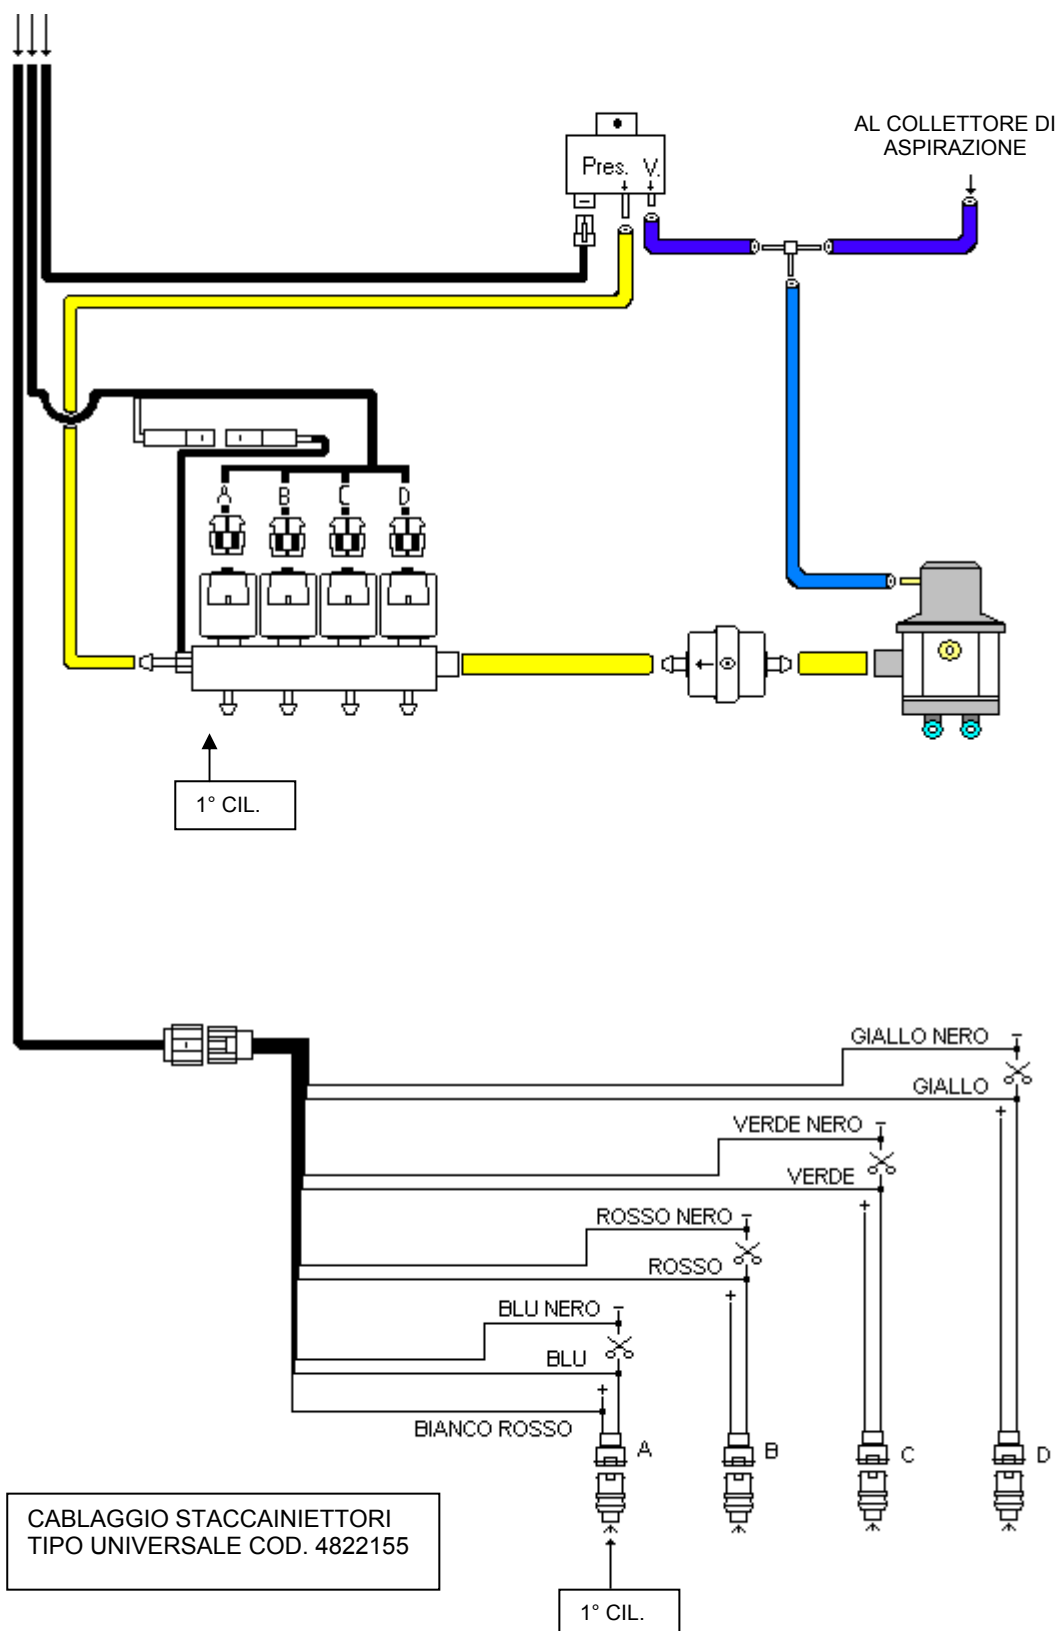 AL COLLETTORE DI
ASPIRAZIONE
Pres. V.
A B C D
1° CIL.
GIALLO NERO -
GIALLO
+
VERDE NERO -
VERDE
+
ROSSO NERO -
ROSSO
+
BLU NERO -
BLU
+
BIANCO ROSSO
A B C D
CABLAGGIO STACCAINIETTORI
TIPO UNIVERSALE COD. 4822155
1° CIL.